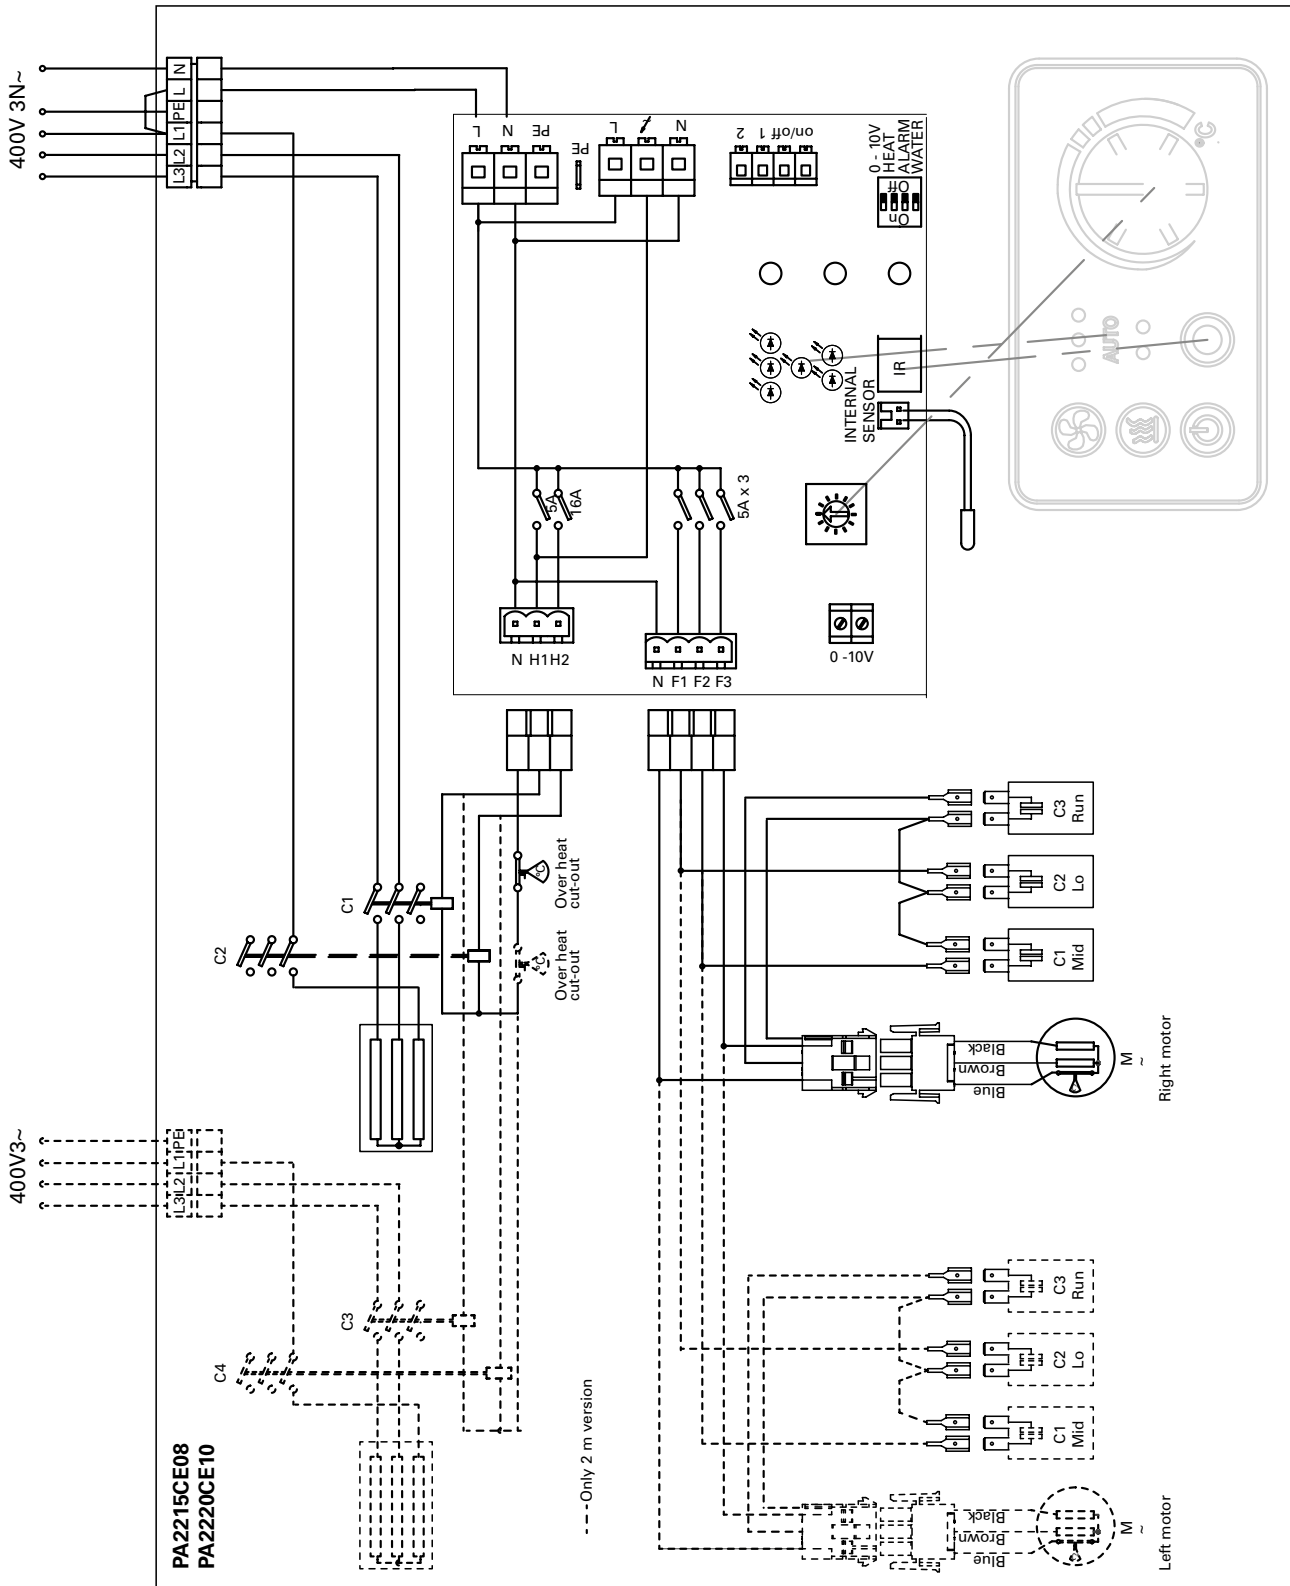 400V 3N~
N
L
PE
L1
L2
L3
L
N
PE
PE
L
N
2
1
on/off
0 - 10V
HEAT
ALARM
WATER
Off
On
°C
AUTO
IR
INTERNAL
SENSOR
5A
16A
5A x 3
N H1 H2
N F1 F2 F3
0 -10V
C1
C2
°C
Over heat
cut-out
°C
Over heat
cut-out
C3
Run
C2
Lo
C1
Mid
Black
Brown
Blue
M
~
Right motor
400V3~
PE
L1
L2
L3
C3
C4
PA2215CE08
PA2220CE10
--- Only 2 m version
C3
Run
C2
Lo
C1
Mid
Black
Brown
Blue
M
~
Left motor